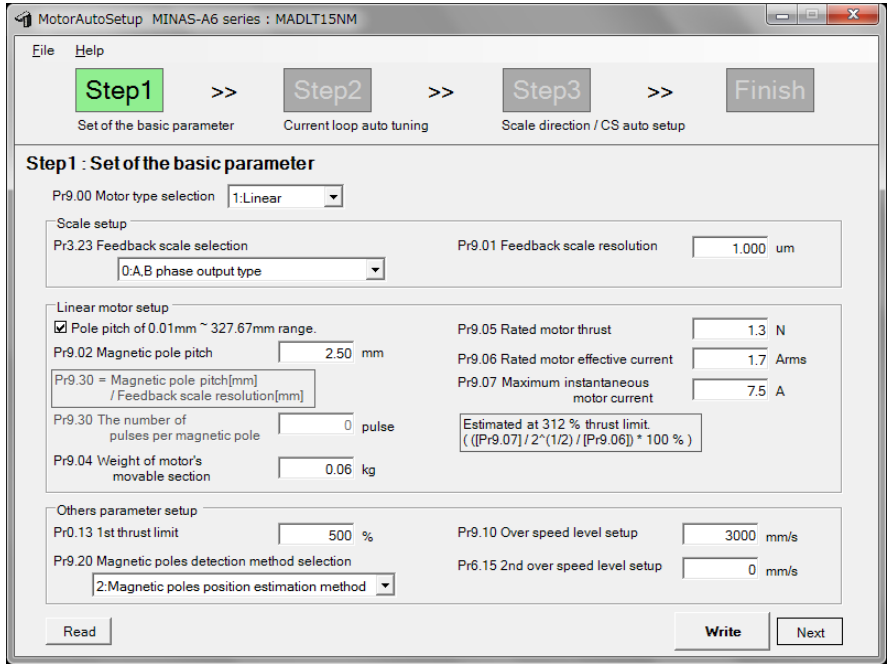 MotorAutoSetup MINAS-A6 series : MADLT15NM
File Help
Step1 >> Step2 >> Step3 >> Finish
Set of the basic parameter Current loop auto tuning Scale direction / CS auto setup
Step1 : Set of the basic parameter
Pr9.00 Motor type selection 1:Linear
Scale setup
Pr3.23 Feedback scale selection
0:A,B phase output type
Pr9.01 Feedback scale resolution 1.000 um
Linear motor setup
Pole pitch of 0.01mm ~ 327.67mm range.
Pr9.02 Magnetic pole pitch 2.50 mm
Pr9.30 = Magnetic pole pitch[mm]
/ Feedback scale resolution[mm]
Pr9.30 The number of
pulses per magnetic pole 0 pulse
Pr9.04 Weight of motor's
movable section 0.06 kg
Pr9.05 Rated motor thrust 1.3 N
Pr9.06 Rated motor effective current 1.7 Arms
Pr9.07 Maximum instantaneous
motor current 7.5 A
Estimated at 312 % thrust limit.
( ([Pr9.07] / 2^(1/2) / [Pr9.06]) * 100 % )
Others parameter setup
Pr0.13 1st thrust limit 500 %
Pr9.20 Magnetic poles detection method selection
2:Magnetic poles position estimation method
Pr9.10 Over speed level setup 3000 mm/s
Pr6.15 2nd over speed level setup 0 mm/s
Read Write Next